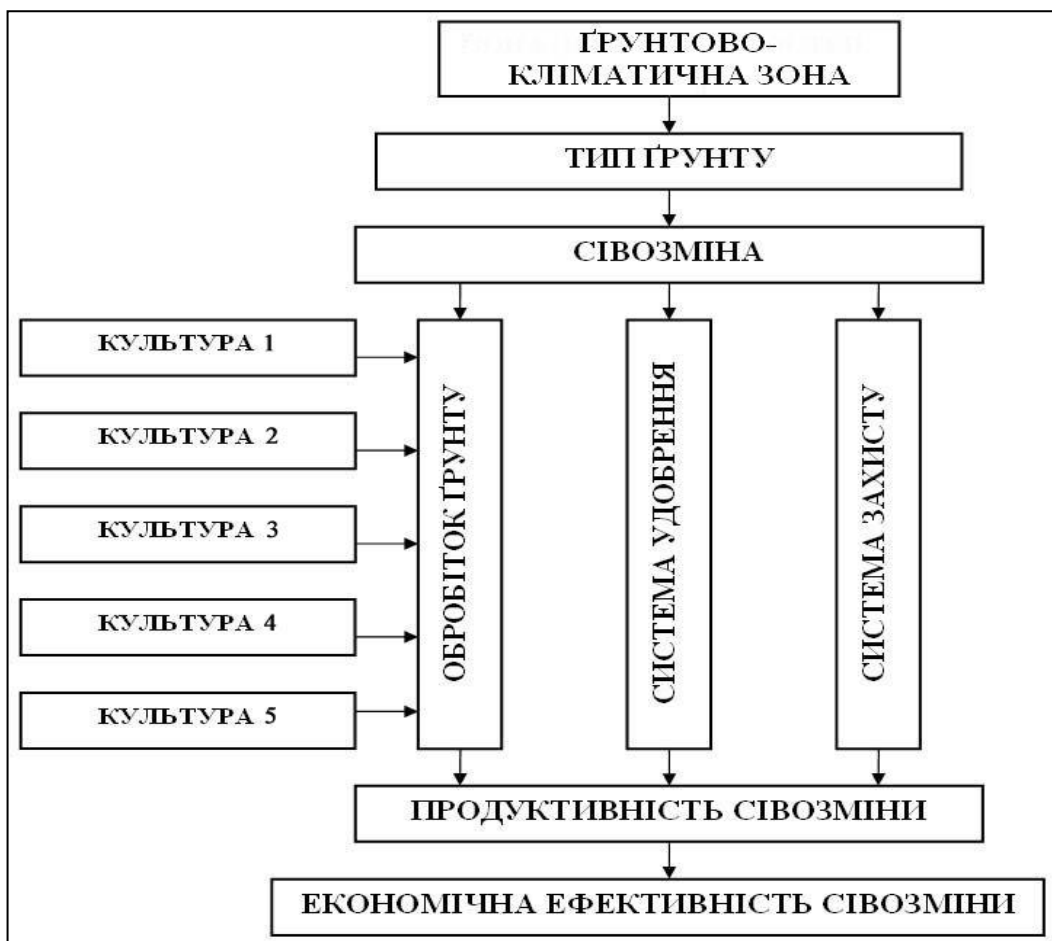 ҐРУНТОВО-
КЛІМАТИЧНА ЗОНА
ТИП ҐРУНТУ
СІВОЗМІНА
КУЛЬТУРА 1
КУЛЬТУРА 2
КУЛЬТУРА 3
КУЛЬТУРА 4
КУЛЬТУРА 5
ОБРОБІТОК ҐРУНТУ
СИСТЕМА УДОБРЕННЯ
СИСТЕМА ЗАХИСТУ
ПРОДУКТИВНІСТЬ СІВОЗМІНИ
ЕКОНОМІЧНА ЕФЕКТИВНІСТЬ СІВОЗМІНИ